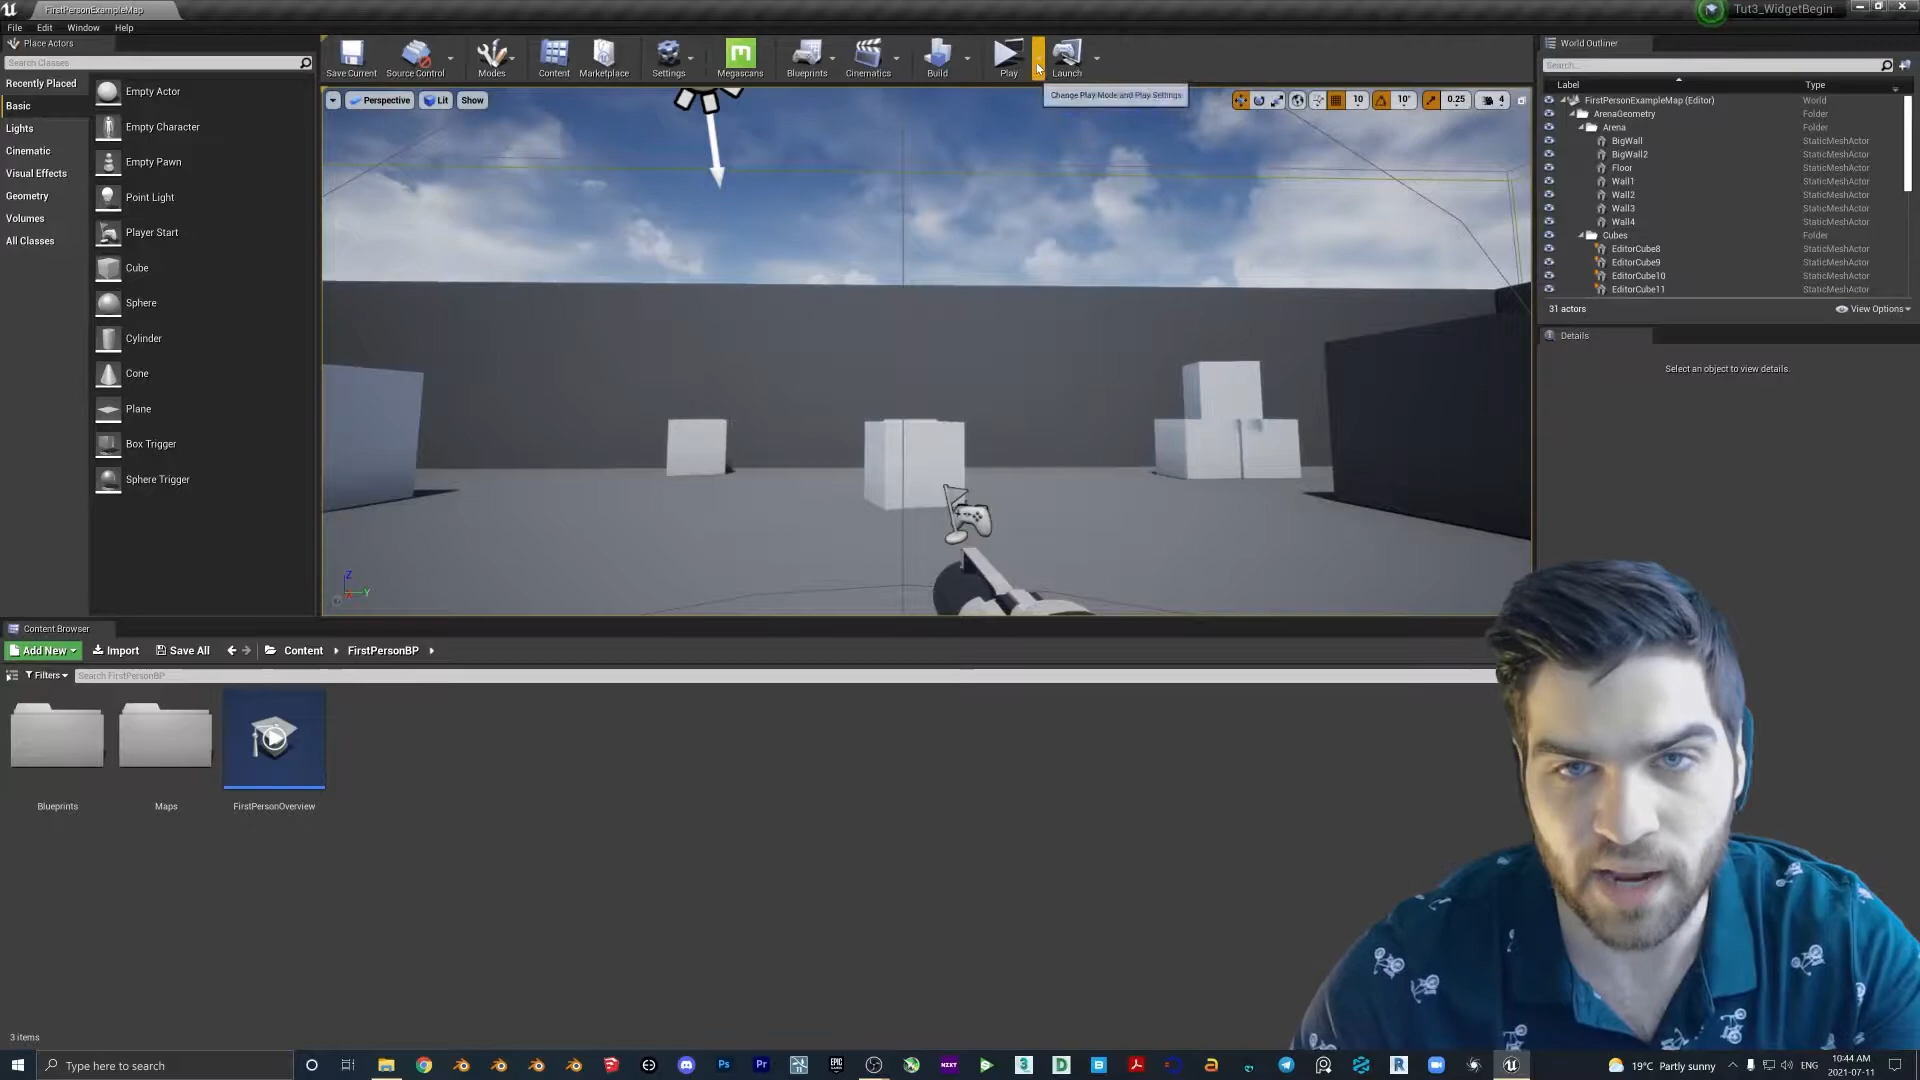 FirstPersonExampleMap
Tut3_WidgetBegin
File Edit Window Help
Place Actors
Search Classes
Recently Placed
Basic
Lights
Cinematic
Visual Effects
Geometry
Volumes
All Classes
Empty Actor
Empty Character
Empty Pawn
Point Light
Player Start
Cube
Sphere
Cylinder
Cone
Plane
Box Trigger
Sphere Trigger
Save Current Source Control Modes Content Marketplace Settings Megascans Blueprints Cinematics Build Play Launch
Change Play Mode and Play Settings
Perspective Lit Show
10 10° 0.25 4
Z
X Y
World Outliner
Search...
Label Type
FirstPersonExampleMap (Editor) World
ArenaGeometry Folder
Arena Folder
BigWall StaticMeshActor
BigWall2 StaticMeshActor
Floor StaticMeshActor
Wall1 StaticMeshActor
Wall2 StaticMeshActor
Wall3 StaticMeshActor
Wall4 StaticMeshActor
Cubes Folder
EditorCube8 StaticMeshActor
EditorCube9 StaticMeshActor
EditorCube10 StaticMeshActor
EditorCube11 StaticMeshActor
31 actors View Options
Details
Select an object to view details.
Content Browser
Add New Import Save All Content FirstPersonBP
Filters Search FirstPersonBP
Blueprints Maps FirstPersonOverview
3 items
Type here to search
Ps Pr EPIC NZXT 3 D B a R
19°C Partly sunny ENG
10:44 AM
2021-07-11